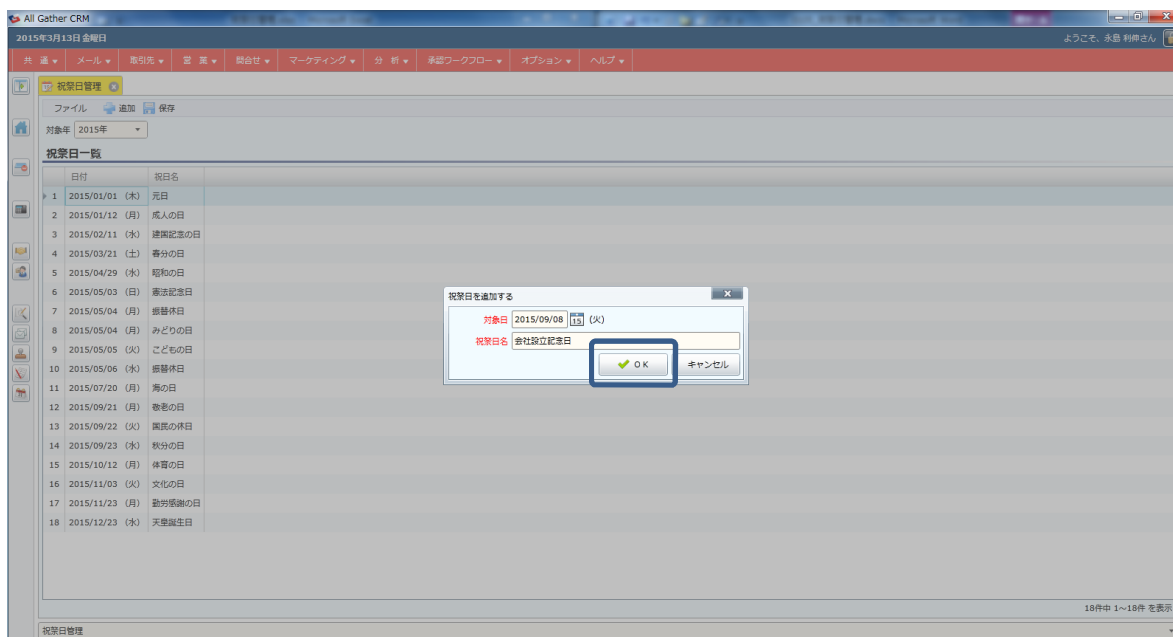 All Gather CRM
2015年3月13日 金曜日
ようこそ、永島 利伸さん
共 通 メール 取引先 営 業 問合せ マーケティング 分 析 承認ワークフロー オプション ヘルプ
祝祭日管理
ファイル 追加 保存
対象年 2015年
祝祭日一覧
日付 祝日名
1 2015/01/01 (木) 元日
2 2015/01/12 (月) 成人の日
3 2015/02/11 (水) 建国記念の日
4 2015/03/21 (土) 春分の日
5 2015/04/29 (水) 昭和の日
6 2015/05/03 (日) 憲法記念日
7 2015/05/04 (月) 振替休日
8 2015/05/04 (月) みどりの日
9 2015/05/05 (火) こどもの日
10 2015/05/06 (水) 振替休日
11 2015/07/20 (月) 海の日
12 2015/09/21 (月) 敬老の日
13 2015/09/22 (火) 国民の休日
14 2015/09/23 (水) 秋分の日
15 2015/10/12 (月) 体育の日
16 2015/11/03 (火) 文化の日
17 2015/11/23 (月) 勤労感謝の日
18 2015/12/23 (水) 天皇誕生日
祝祭日を追加する
対象日 2015/09/08 15 (火)
祝祭日名 会社設立記念日
OK キャンセル
18件中 1～18件 を表示
祝祭日管理